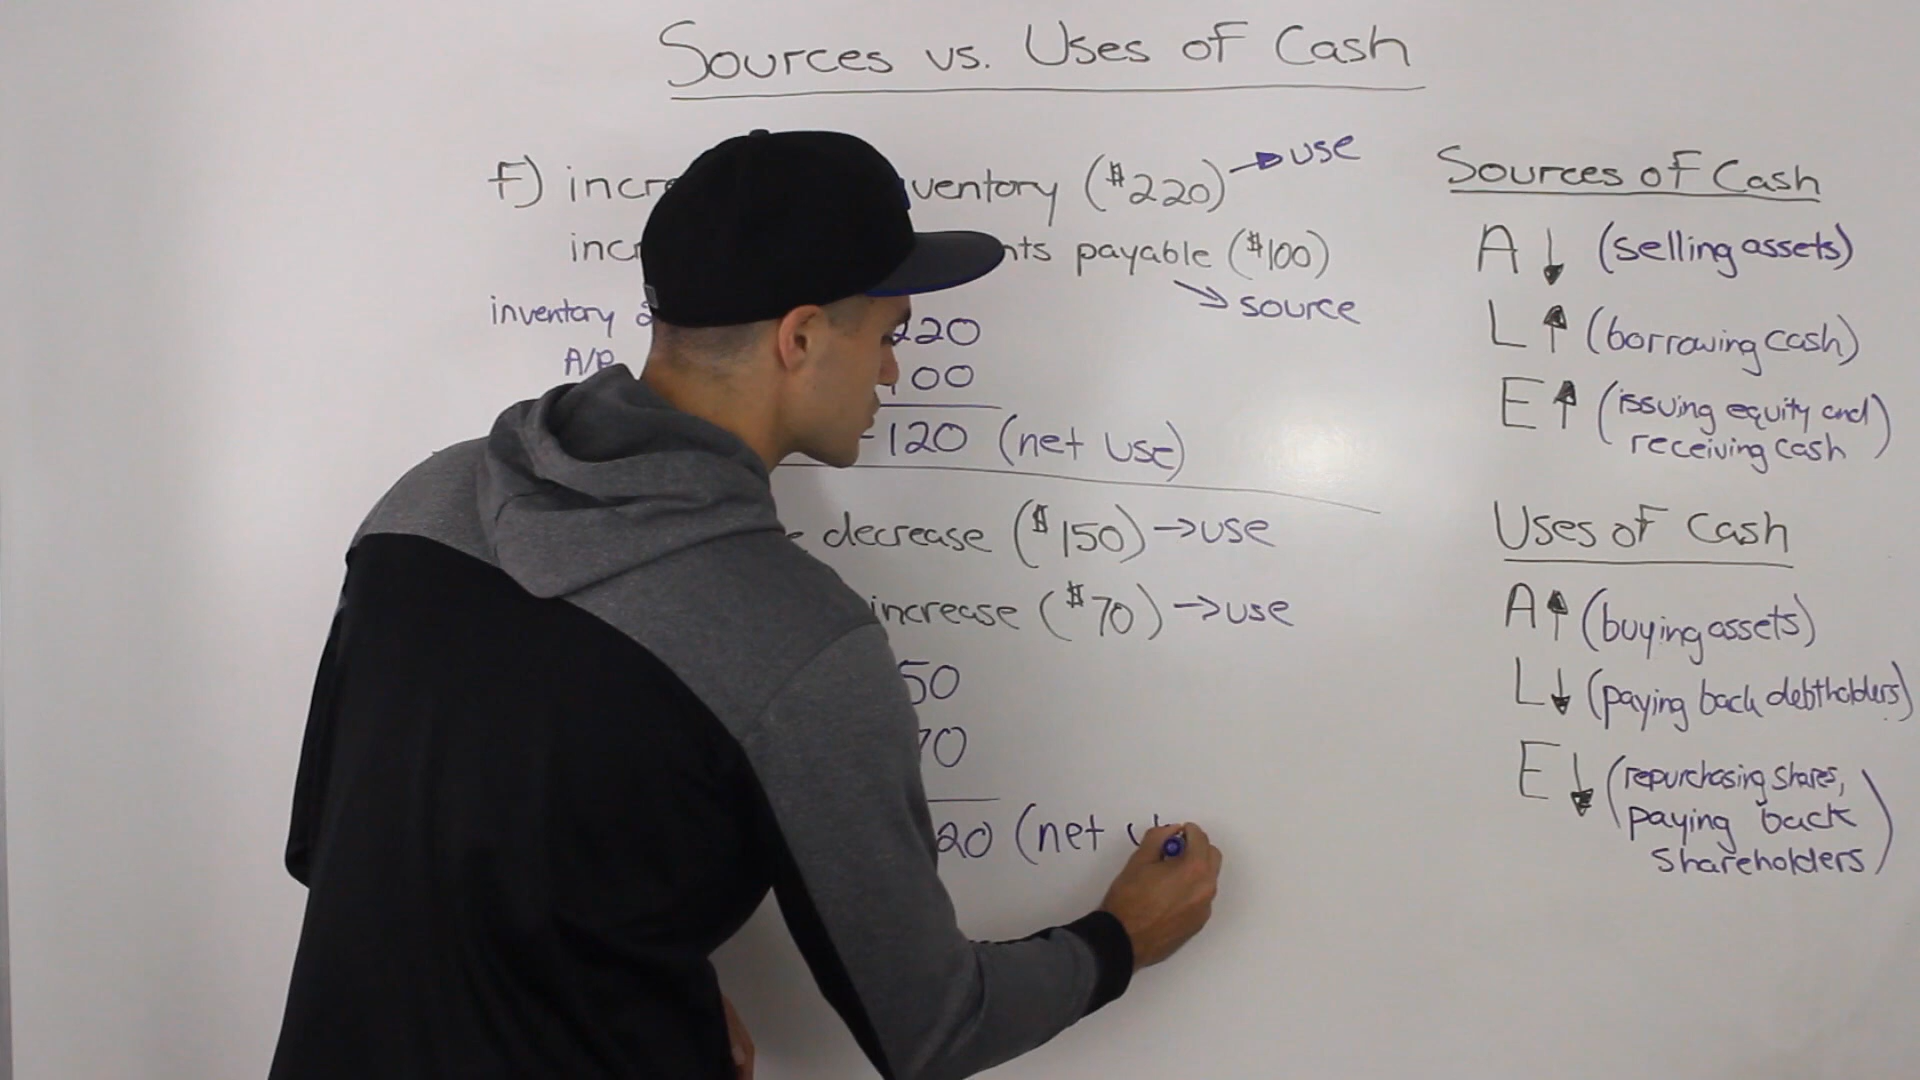 Sources vs. Uses of Cash
f) incre ventory ($220) → use
incr nts payable ($100)
→ source
inventory 220
A/P 100
-120 (net use)
decrease ($150) → use
increase ($70) → use
50
70
20 (net
Sources of Cash
A ↓ (selling assets)
L ↑ (borrowing cash)
E ↑ (issuing equity and
receiving cash)
Uses of Cash
A ↑ (buying assets)
L ↓ (paying back debtholders)
E ↓ (repurchasing shares,
paying back
shareholders)